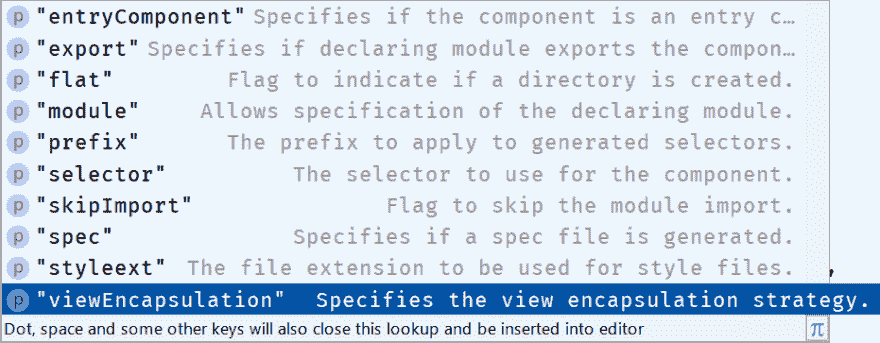 p "entryComponent" Specifies if the component is an entry c…
p "export" Specifies if declaring module exports the compon…
p "flat" Flag to indicate if a directory is created.
p "module" Allows specification of the declaring module.
p "prefix" The prefix to apply to generated selectors.
p "selector" The selector to use for the component.
p "skipImport" Flag to skip the module import.
p "spec" Specifies if a spec file is generated.
p "styleext" The file extension to be used for style files. ,
p "viewEncapsulation" Specifies the view encapsulation strategy.
Dot, space and some other keys will also close this lookup and be inserted into editor π